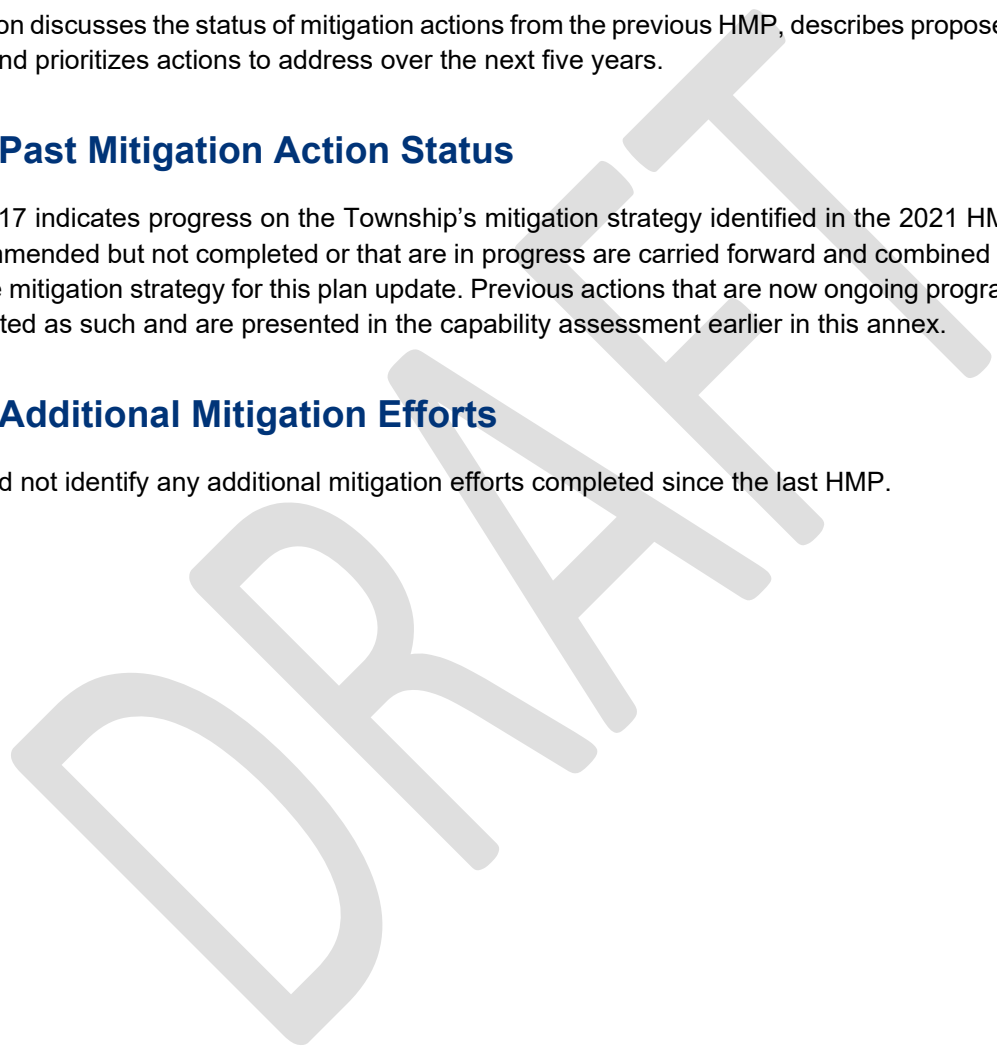 on discusses the status of mitigation actions from the previous HMP, describes propose
nd prioritizes actions to address over the next five years.
Past Mitigation Action Status
17 indicates progress on the Township’s mitigation strategy identified in the 2021 HM
mmended but not completed or that are in progress are carried forward and combined
e mitigation strategy for this plan update. Previous actions that are now ongoing progra
ted as such and are presented in the capability assessment earlier in this annex.
Additional Mitigation Efforts
d not identify any additional mitigation efforts completed since the last HMP.
DRAFT